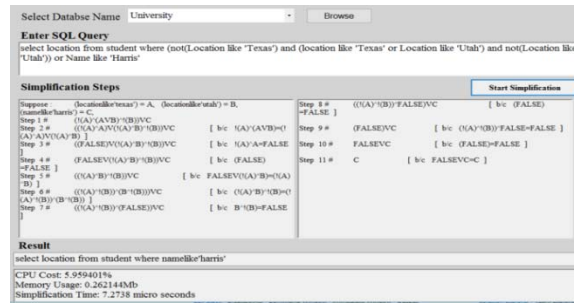 Select Databse Name University Browse
Enter SQL Query
select location from student where (not(Location like 'Texas') and (location like 'Texas' or Location like 'Utah') and not(Location like
'Utah')) or Name like 'Harris'
Simplification Steps
Start Simplification
Suppose : (locationlike'texas') = A, (locationlike'utah') = B,
(namelike'harris') = C,
Step 1 # (!(A)^(AVB)^!(B))VC
Step 2 # ((!(A)^A)V(!(A)^B)^!(B))VC [ b/c !(A)^(AVB)=(!
(A)^A)V(!(A)^B) ]
Step 3 # ((FALSE)V(!(A)^B)^!(B))VC [ b/c !(A)^A=FALSE
]
Step 4 # (FALSEV(!(A)^B)^!(B))VC [ b/c (FALSE)
=FALSE ]
Step 5 # ((!(A)^B)^!(B))VC [ b/c FALSEV(!(A)^B)=(!(A)
^B) ]
Step 6 # ((!(A)^!(B))^(B^!(B)))VC [ b/c (!(A)^B)^!(B)=(!
(A)^!(B))^(B^!(B)) ]
Step 7 # ((!(A)^!(B))^(FALSE))VC [ b/c B^!(B)=FALSE
]
Step 8 # ((!(A)^!(B))^FALSE)VC [ b/c (FALSE)
=FALSE ]
Step 9 # (FALSE)VC [ b/c (!(A)^!(B))^FALSE=FALSE ]
Step 10 # FALSEVC [ b/c (FALSE)=FALSE ]
Step 11 # C [ b/c FALSEVC=C ]
Result
select location from student where namelike'harris'
CPU Cost: 5.959401%
Memory Usage: 0.262144Mb
Simplification Time: 7.2738 micro seconds